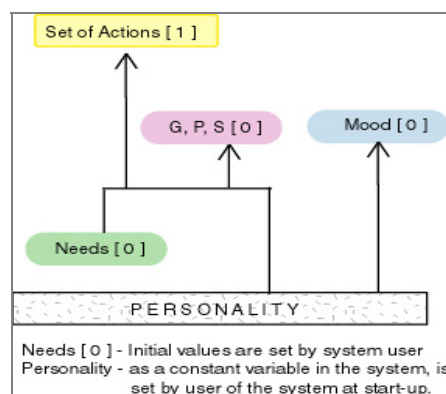 Set of Actions [ 1 ]
G, P, S [ 0 ]
Mood [ 0 ]
Needs [ 0 ]
PERSONALITY
Needs [ 0 ] - Initial values are set by system user
Personality - as a constant variable in the system, is
set by user of the system at start-up.